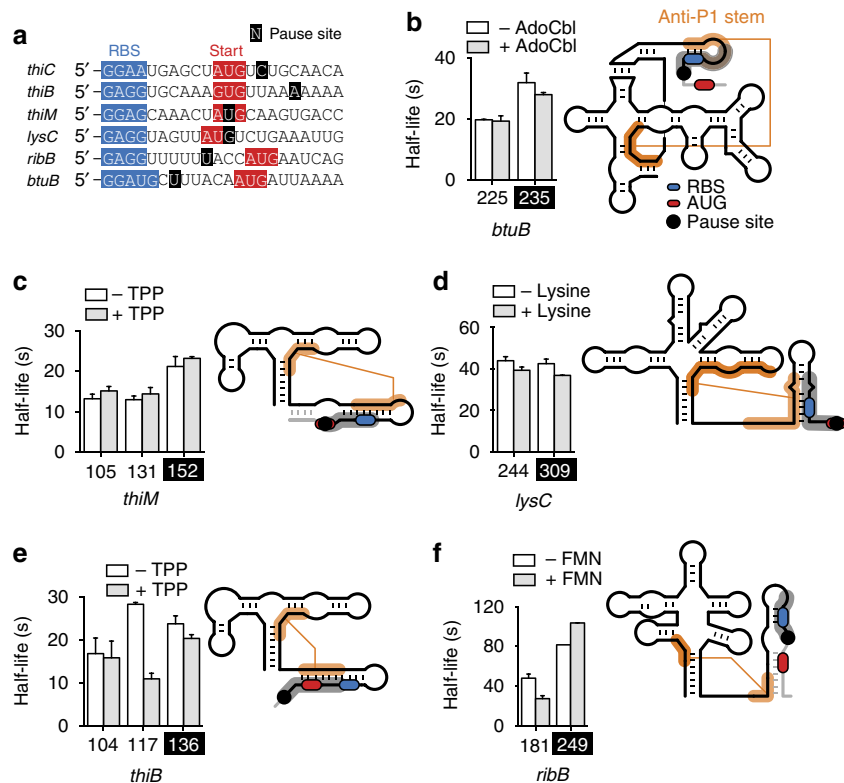 a
N Pause site
RBS Start
thiC 5′ –GGAAUGAGCUAUGUCUGCAACA
thiB 5′ –GGAGUGCAAAGUGUUAAAAAAAA
thiM 5′ –GAGGCAAACUAUGCAAGUGACC
lysC 5′ –GAGGUAGUUAUGUCUGAAAUUG
ribB 5′ –GAGGUUUUUUUACCAUGAAUCAG
btuB 5′ –GGAUGCUUUACAAUGAUUAAAA
b
– AdoCbl
+ AdoCbl
Anti-P1 stem
Half-life (s)
40
20
0
225 235
btuB
RBS
AUG
Pause site
c
– TPP
+ TPP
Half-life (s)
30
20
10
0
105 131 152
thiM
d
– Lysine
+ Lysine
Half-life (s)
60
40
20
0
244 309
lysC
e
– TPP
+ TPP
Half-life (s)
30
20
10
0
104 117 136
thiB
f
– FMN
+ FMN
Half-life (s)
120
80
40
0
181 249
ribB